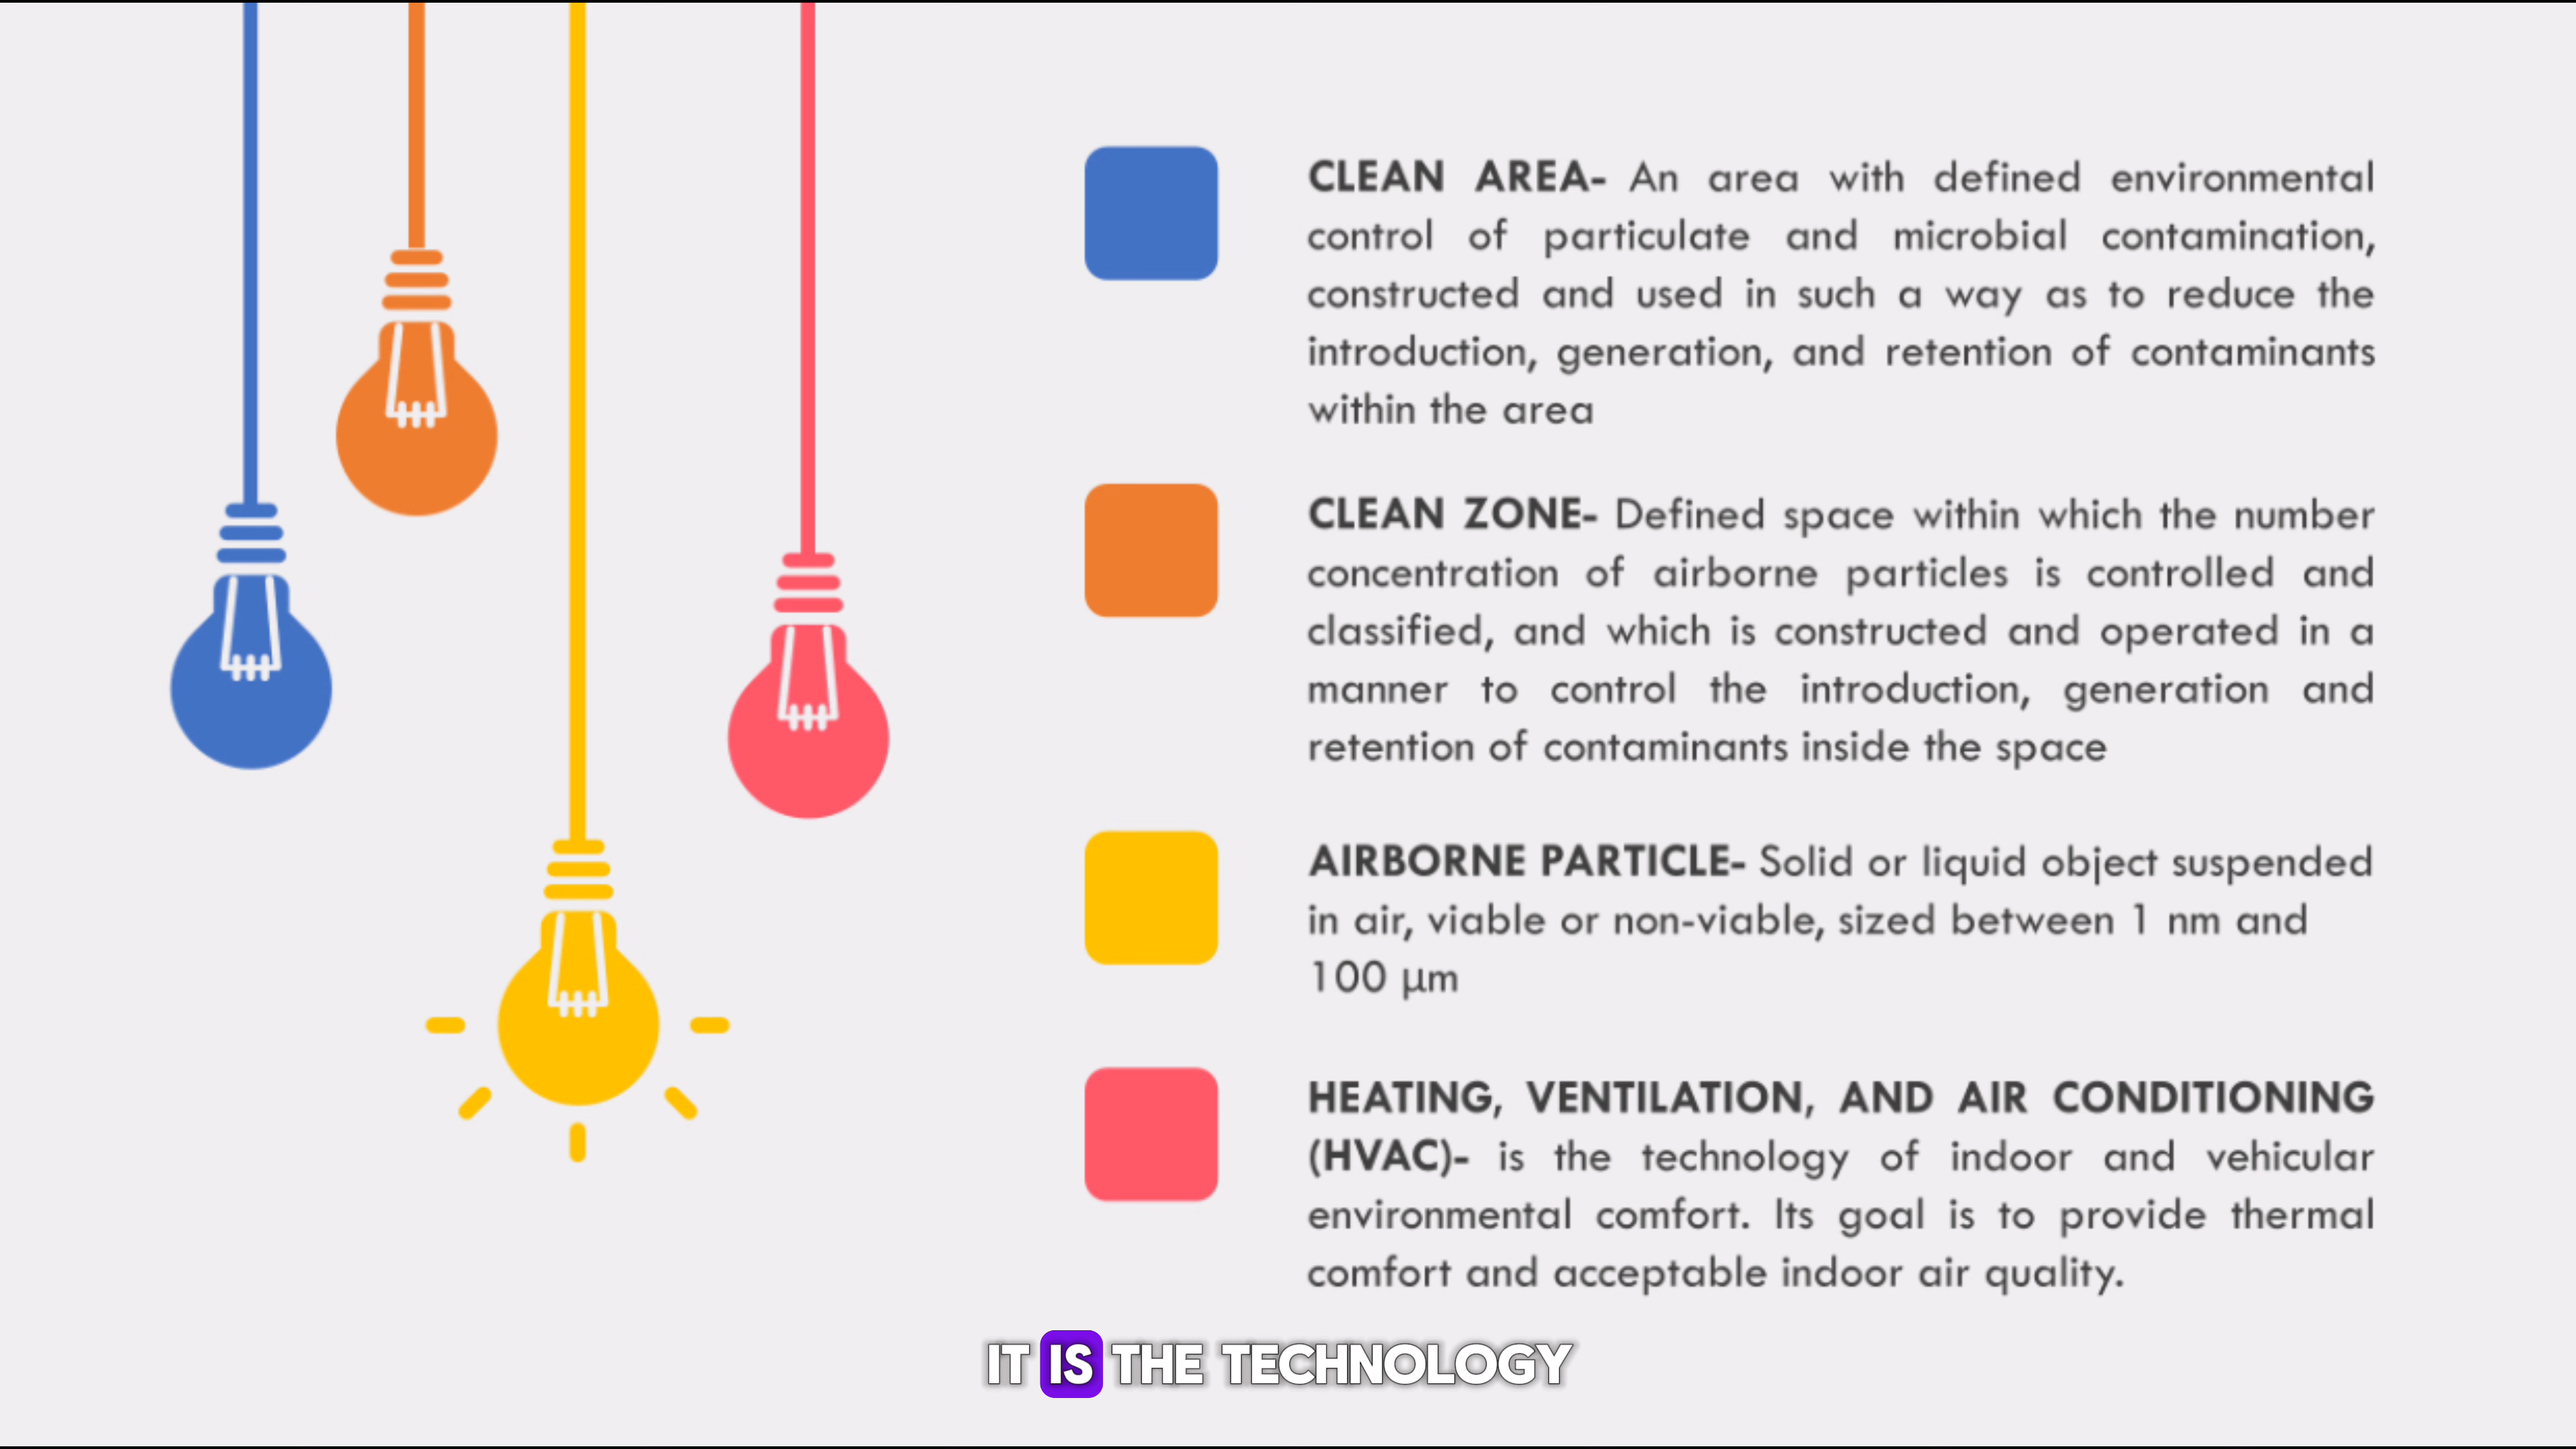 CLEAN AREA- An area with defined environmental
control of particulate and microbial contamination,
constructed and used in such a way as to reduce the
introduction, generation, and retention of contaminants
within the area
CLEAN ZONE- Defined space within which the number
concentration of airborne particles is controlled and
classified, and which is constructed and operated in a
manner to control the introduction, generation and
retention of contaminants inside the space
AIRBORNE PARTICLE- Solid or liquid object suspended
in air, viable or non-viable, sized between 1 nm and
100 µm
HEATING, VENTILATION, AND AIR CONDITIONING
(HVAC)- is the technology of indoor and vehicular
environmental comfort. Its goal is to provide thermal
comfort and acceptable indoor air quality.
IT IS THE TECHNOLOGY